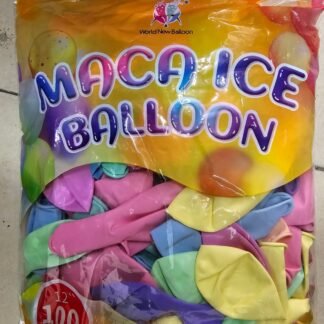 World New Balloon
MACA ICE
BALLOON
12"
100